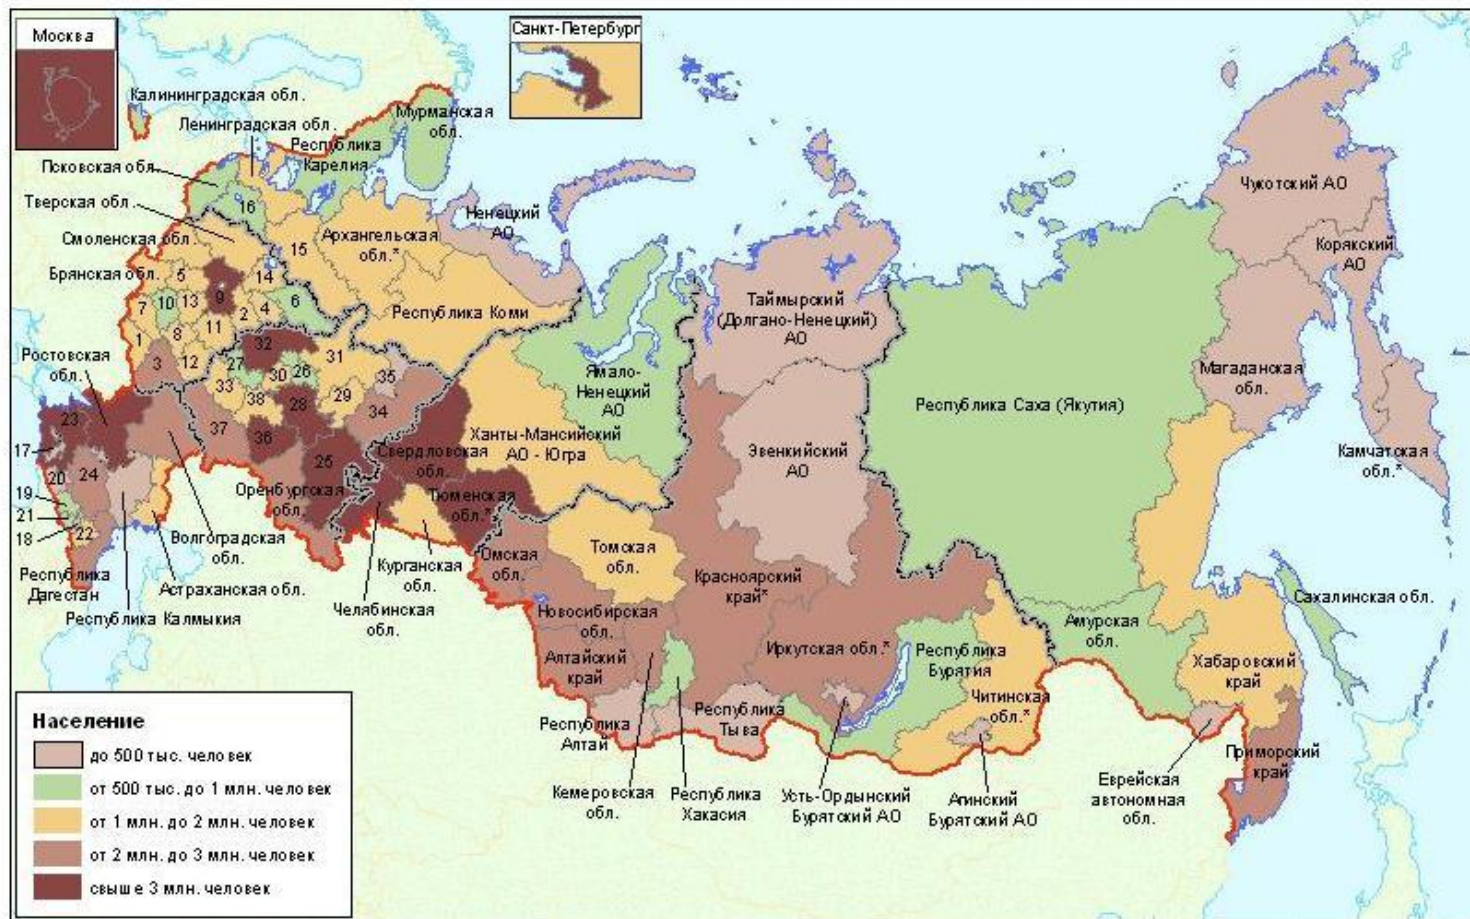 Москва
Санкт-Петербург
Калининградская обл.
Ленинградская обл.
Мурманская
обл.
Республика
Карелия
Псковская обл.
Тверская обл.
Смоленская обл.
Брянская обл.
Ненецкий
АО
Архангельская
обл.*
Республика Коми
Ростовская
обл.
16
15
5
14
9
7
10
13
2
4
6
1
8
11
12
3
32
31
27
30
26
35
33
29
38
28
34
37
36
25
23
17
20
24
19
21
18
22
Чукотский АО
Корякский
АО
Таймырский
(Долгано-Ненецкий)
АО
Магаданская
обл.
Ямало-
Ненецкий
АО
Республика Саха (Якутия)
Ханты-Мансийский
АО - Югра
Эвенкийский
АО
Камчатская
обл.*
Свердловская
обл.
Тюменская
обл.*
Оренбургская
обл.
Волгоградская
обл.
Астраханская обл.
Республика
Дагестан
Республика Калмыкия
Челябинская
обл.
Курганская
обл.
Омская
обл.
Томская
обл.
Красноярский
край*
Новосибирская
обл.
Алтайский
край
Иркутская обл.*
Республика
Бурятия
Читинская
обл.*
Амурская
обл.
Сахалинская обл.
Хабаровский
край
Приморский
край
Республика
Алтай
Республика
Тыва
Кемеровская
обл.
Республика
Хакасия
Усть-Ордынский
Бурятский АО
Агинский
Бурятский АО
Еврейская
автономная
обл.
Население
до 500 тыс. человек
от 500 тыс. до 1 млн. человек
от 1 млн. до 2 млн. человек
от 2 млн. до 3 млн. человек
свыше 3 млн. человек